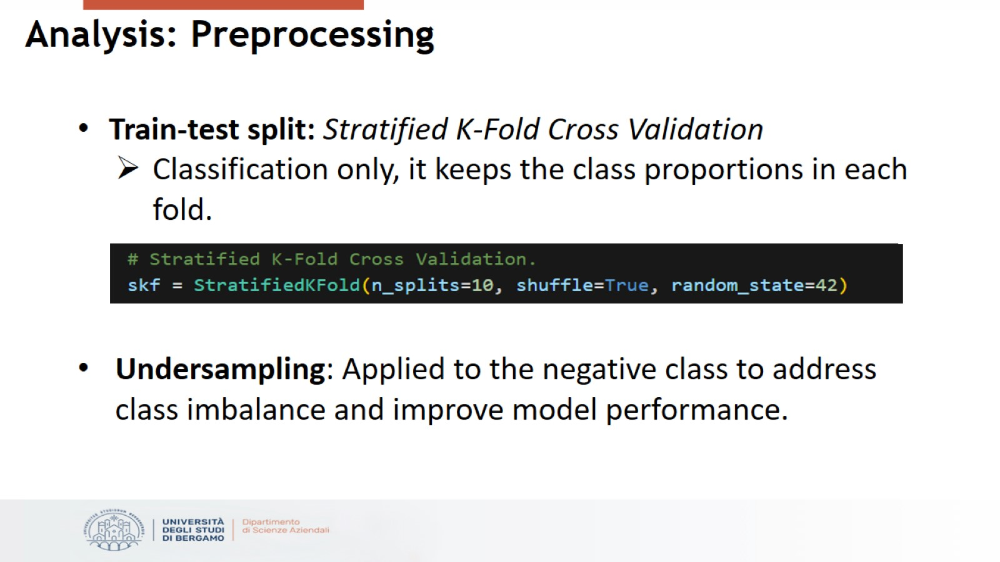 Analysis: Preprocessing
• Train-test split: Stratified K-Fold Cross Validation
➤ Classification only, it keeps the class proportions in each
fold.
# Stratified K-Fold Cross Validation.
skf = StratifiedKFold(n_splits=10, shuffle=True, random_state=42)
• Undersampling: Applied to the negative class to address
class imbalance and improve model performance.
UNIVERSITÀ
DEGLI STUDI
DI BERGAMO
Dipartimento
di Scienze Aziendali